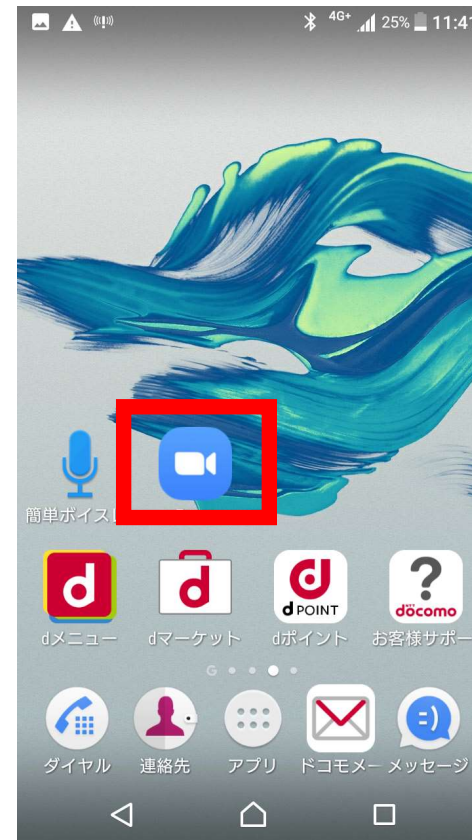 4G+ 25% 11:41
簡単ボイスレ
d d d POINT ? döcomo
dメニュー dマーケット dポイント お客様サポー
G
:)
ダイヤル 連絡先 アプリ ドコモメー メッセージ